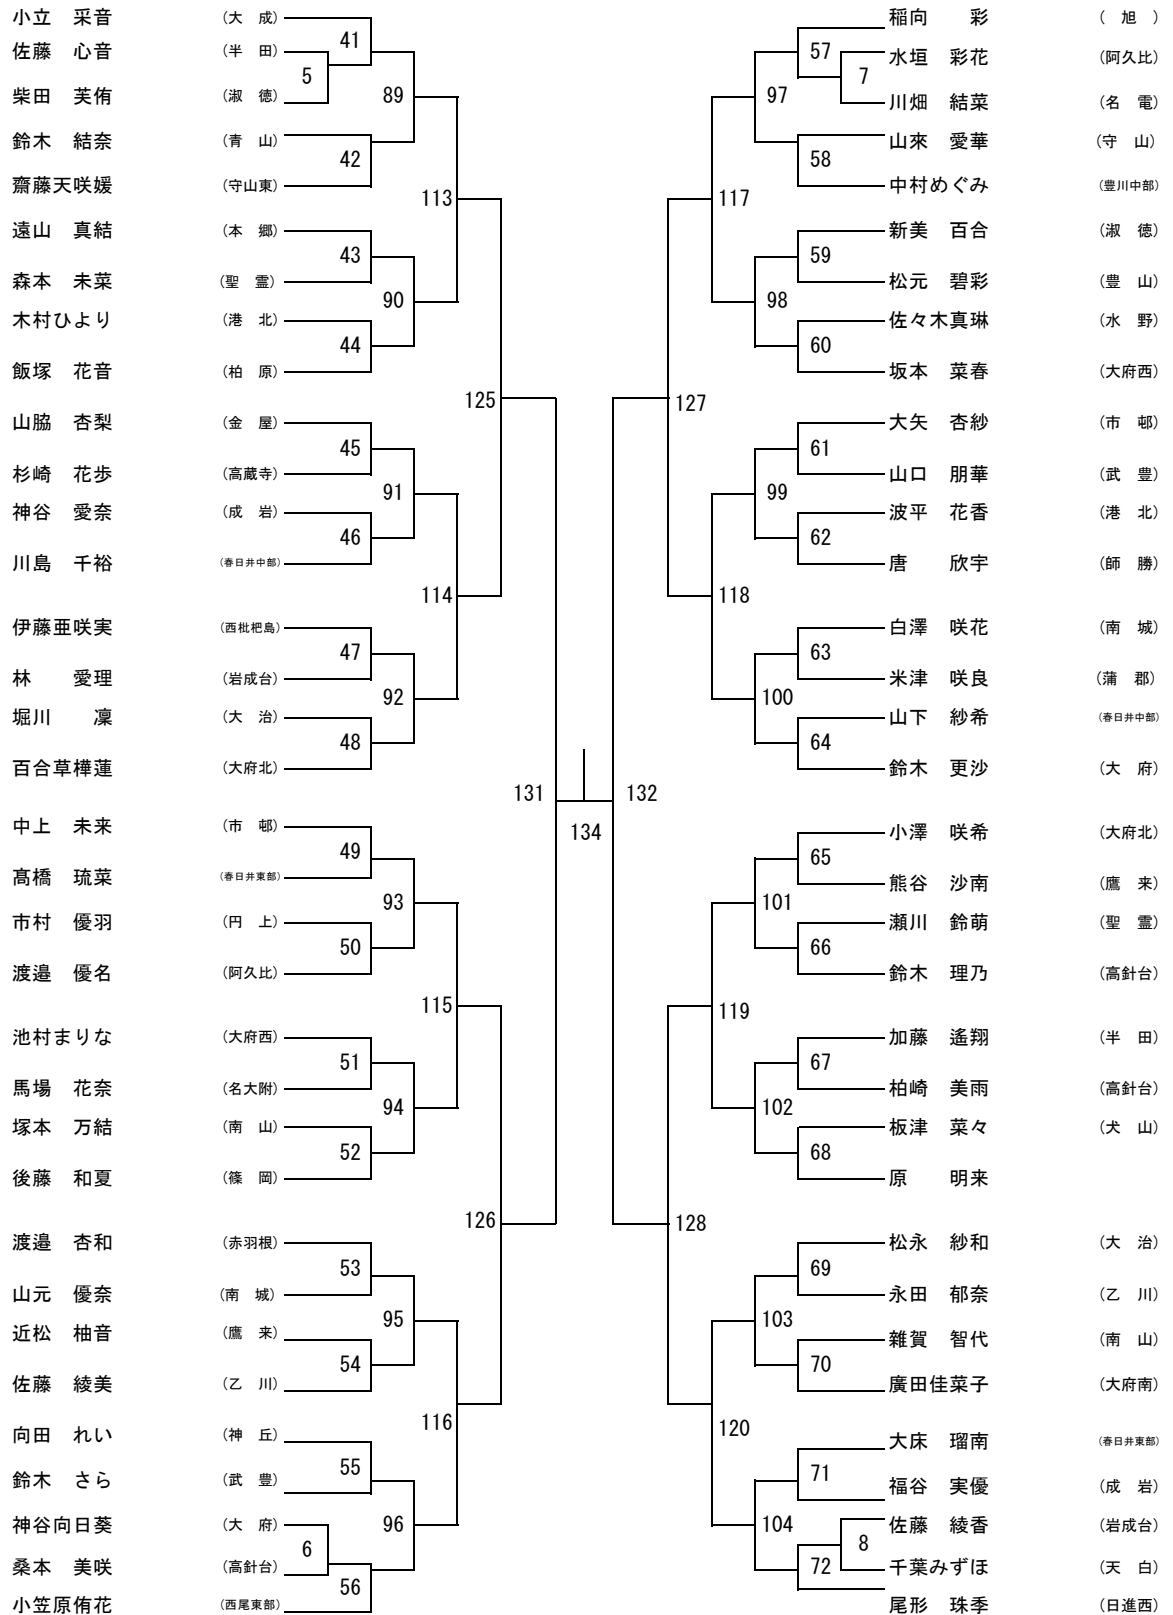 小立　采音 （大　成）
41
佐藤　心音 （半　田）
5
柴田　芙侑 （淑　徳）
89
鈴木　結奈 （青　山）
42
齋藤天咲媛 （守山東）
113
遠山　真結 （本　郷）
43
森本　未菜 （聖　霊）
90
木村ひより （港　北）
44
飯塚　花音 （柏　原）
125
山脇　杏梨 （金　屋）
45
杉崎　花歩 （高蔵寺）
91
神谷　愛奈 （成　岩）
46
川島　千裕 （春日井中部）
114
伊藤亜咲実 （西枇杷島）
47
林　　愛理 （岩成台）
92
堀川　　凜 （大　治）
48
百合草樺蓮 （大府北）
131
134
132
中上　未来 （市　邨）
49
髙橋　琉菜 （春日井東部）
93
市村　優羽 （円　上）
50
渡邉　優名 （阿久比）
115
池村まりな （大府西）
51
馬場　花奈 （名大附）
94
塚本　万結 （南　山）
52
後藤　和夏 （篠　岡）
126
渡邉　杏和 （赤羽根）
53
山元　優奈 （南　城）
95
近松　柚音 （鷹　来）
54
佐藤　綾美 （乙　川）
116
向田　れい （神　丘）
55
鈴木　さら （武　豊）
96
神谷向日葵 （大　府）
6
桑本　美咲 （高針台）
56
小笠原侑花 （西尾東部）
稲向　　彩 （　旭　）
57
水垣　彩花 （阿久比）
7
97
川畑　結菜 （名　電）
山來　愛華 （守　山）
58
中村めぐみ （豊川中部）
117
新美　百合 （淑　徳）
59
松元　碧彩 （豊　山）
98
佐々木真琳 （水　野）
60
坂本　菜春 （大府西）
127
大矢　杏紗 （市　邨）
61
山口　朋華 （武　豊）
99
波平　花香 （港　北）
62
唐　　欣宇 （師　勝）
118
白澤　咲花 （南　城）
63
米津　咲良 （蒲　郡）
100
山下　紗希 （春日井中部）
64
鈴木　更沙 （大　府）
小澤　咲希 （大府北）
65
熊谷　沙南 （鷹　来）
101
瀬川　鈴萌 （聖　霊）
66
鈴木　理乃 （高針台）
119
加藤　遙翔 （半　田）
67
柏崎　美雨 （高針台）
102
板津　菜々 （犬　山）
68
原　　明来
128
松永　紗和 （大　治）
69
永田　郁奈 （乙　川）
103
雑賀　智代 （南　山）
70
廣田佳菜子 （大府南）
120
大床　瑠南 （春日井東部）
71
福谷　実優 （成　岩）
104
佐藤　綾香 （岩成台）
8
千葉みずほ （天　白）
72
尾形　珠季 （日進西）